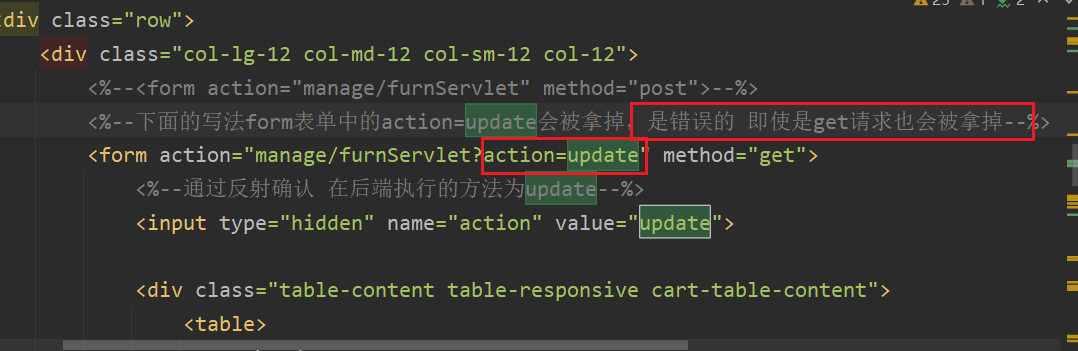 25 1 2
<div class="row">
<div class="col-lg-12 col-md-12 col-sm-12 col-12">
<%--<form action="manage/furnServlet" method="post">--%>
<%--下面的写法form表单中的action=update会被拿掉, 是错误的 即使是get请求也会被拿掉--%>
<form action="manage/furnServlet?action=update" method="get">
<%--通过反射确认 在后端执行的方法为update--%>
<input type="hidden" name="action" value="update">
<div class="table-content table-responsive cart-table-content">
<table>